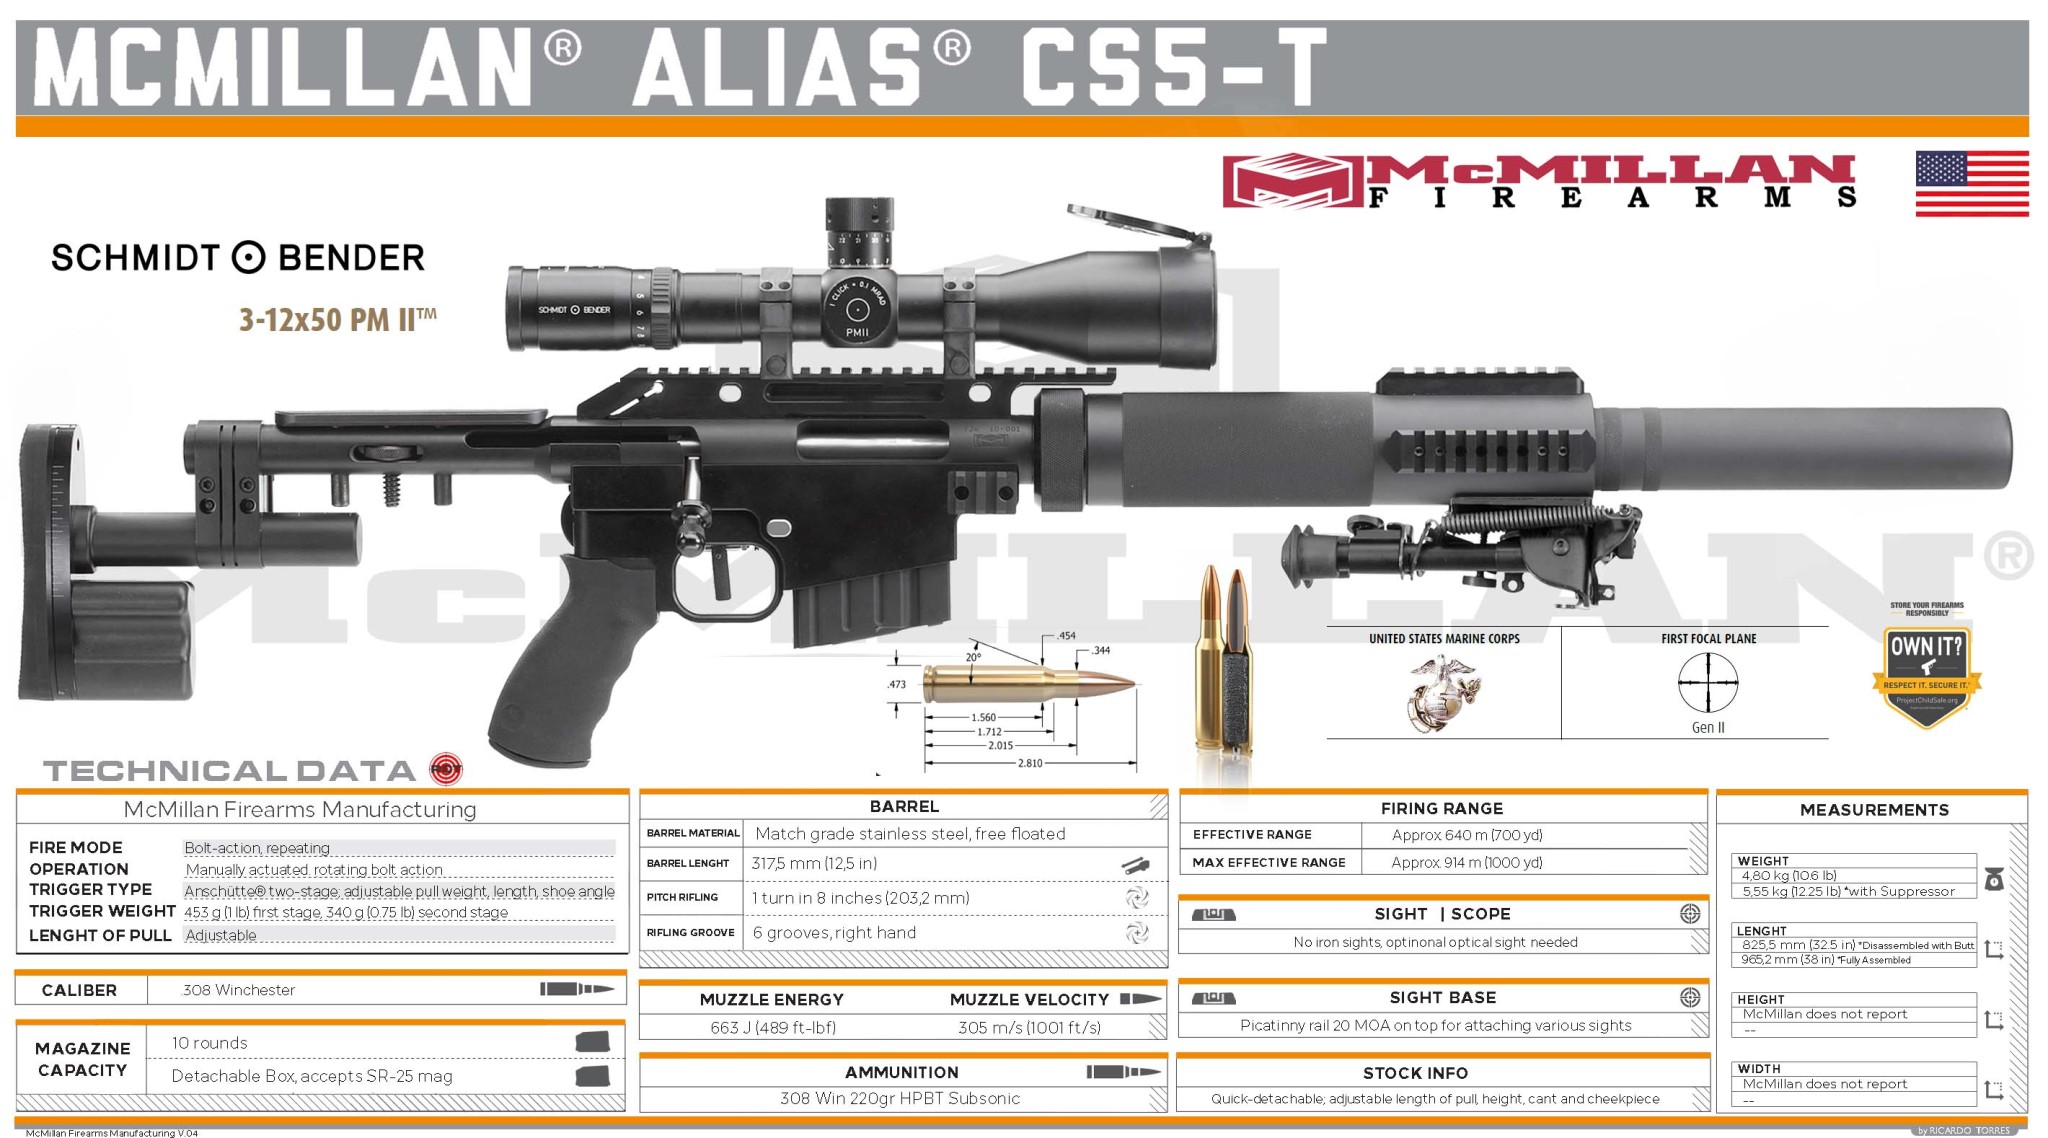 MCMILLAN® ALIAS® CS5-T
McMILLAN
FIREARMS
SCHMIDT BENDER
3-12x50 PM II™
1 CLICK = 0.1 MRAD
PMII
SCHMIDT BENDER
McMILLAN®
STORE YOUR FIREARMS
RESPONSIBLY
OWN IT?
RESPECT IT. SECURE IT.™
ProjectChildSafe.org
UNITED STATES MARINE CORPS
FIRST FOCAL PLANE
Gen II
.454
.344
20°
.473
1.560
1.712
2.015
2.810
TECHNICAL DATA
McMillan Firearms Manufacturing
FIRE MODE Bolt-action, repeating
OPERATION Manually actuated, rotating bolt action
TRIGGER TYPE Anschütte® two-stage; adjustable pull weight, length, shoe angle
TRIGGER WEIGHT 453 g (1 lb) first stage, 340 g (0.75 lb) second stage
LENGHT OF PULL Adjustable
CALIBER .308 Winchester
MAGAZINE CAPACITY
10 rounds
Detachable Box, accepts SR-25 mag
BARREL
BARREL MATERIAL Match grade stainless steel, free floated
BARREL LENGHT 317,5 mm (12,5 in)
PITCH RIFLING 1 turn in 8 inches (203,2 mm)
RIFLING GROOVE 6 grooves, right hand
MUZZLE ENERGY MUZZLE VELOCITY
663 J (489 ft-lbf) 305 m/s (1001 ft/s)
AMMUNITION
308 Win 220gr HPBT Subsonic
FIRING RANGE
EFFECTIVE RANGE Approx. 640 m (700 yd)
MAX EFFECTIVE RANGE Approx. 914 m (1000 yd)
SIGHT | SCOPE
No iron sights, optinonal optical sight needed
SIGHT BASE
Picatinny rail 20 MOA on top for attaching various sights
STOCK INFO
Quick-detachable; adjustable length of pull, height, cant and cheekpiece
MEASUREMENTS
WEIGHT
4,80 kg (10.6 lb)
5,55 kg (12.25 lb) *with Suppressor
LENGHT
825,5 mm (32.5 in) *Disassembled with Butt
965,2 mm (38 in) *Fully Assembled
HEIGHT
McMillan does not report
--
WIDTH
McMillan does not report
--
McMillan Firearms Manufacturing V.04
by RICARDO TORRES